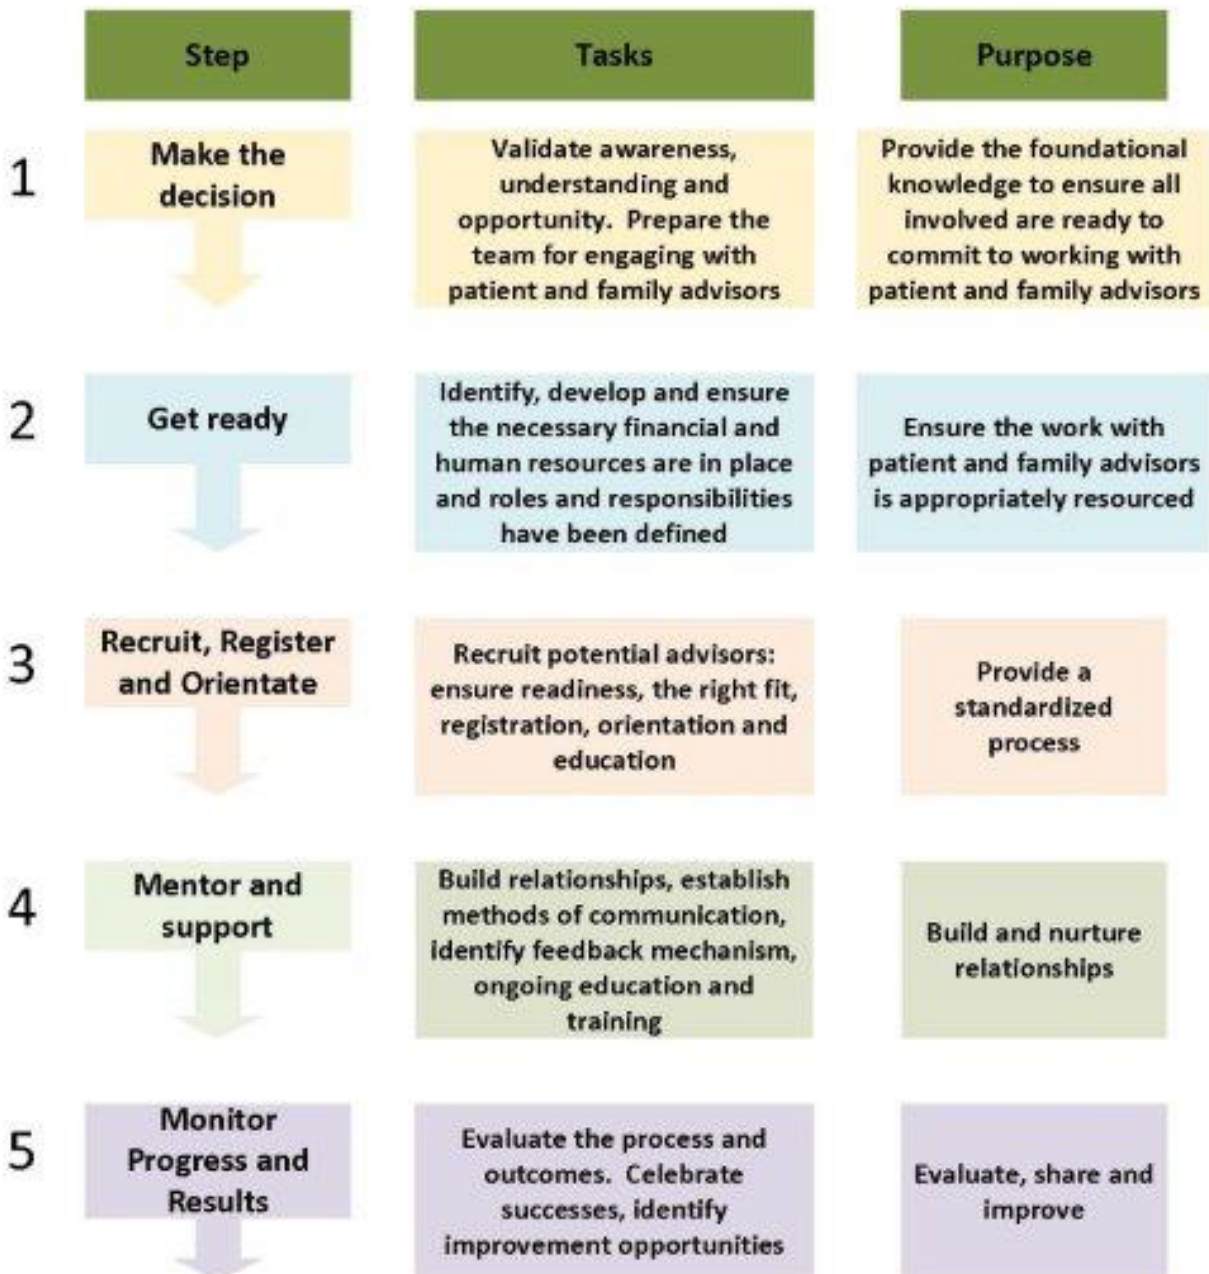 Step
Tasks
Purpose
1
Make the
decision
Validate awareness,
understanding and
opportunity.  Prepare the
team for engaging with
patient and family advisors
Provide the foundational
knowledge to ensure all
involved are ready to
commit to working with
patient and family advisors
2
Get ready
Identify, develop and ensure
the necessary financial and
human resources are in place
and roles and responsibilities
have been defined
Ensure the work with
patient and family advisors
is appropriately resourced
3
Recruit, Register
and Orientate
Recruit potential advisors:
ensure readiness, the right fit,
registration, orientation and
education
Provide a
standardized
process
4
Mentor and
support
Build relationships, establish
methods of communication,
identify feedback mechanism,
ongoing education and
training
Build and nurture
relationships
5
Monitor
Progress and
Results
Evaluate the process and
outcomes.  Celebrate
successes, identify
improvement opportunities
Evaluate, share and
improve